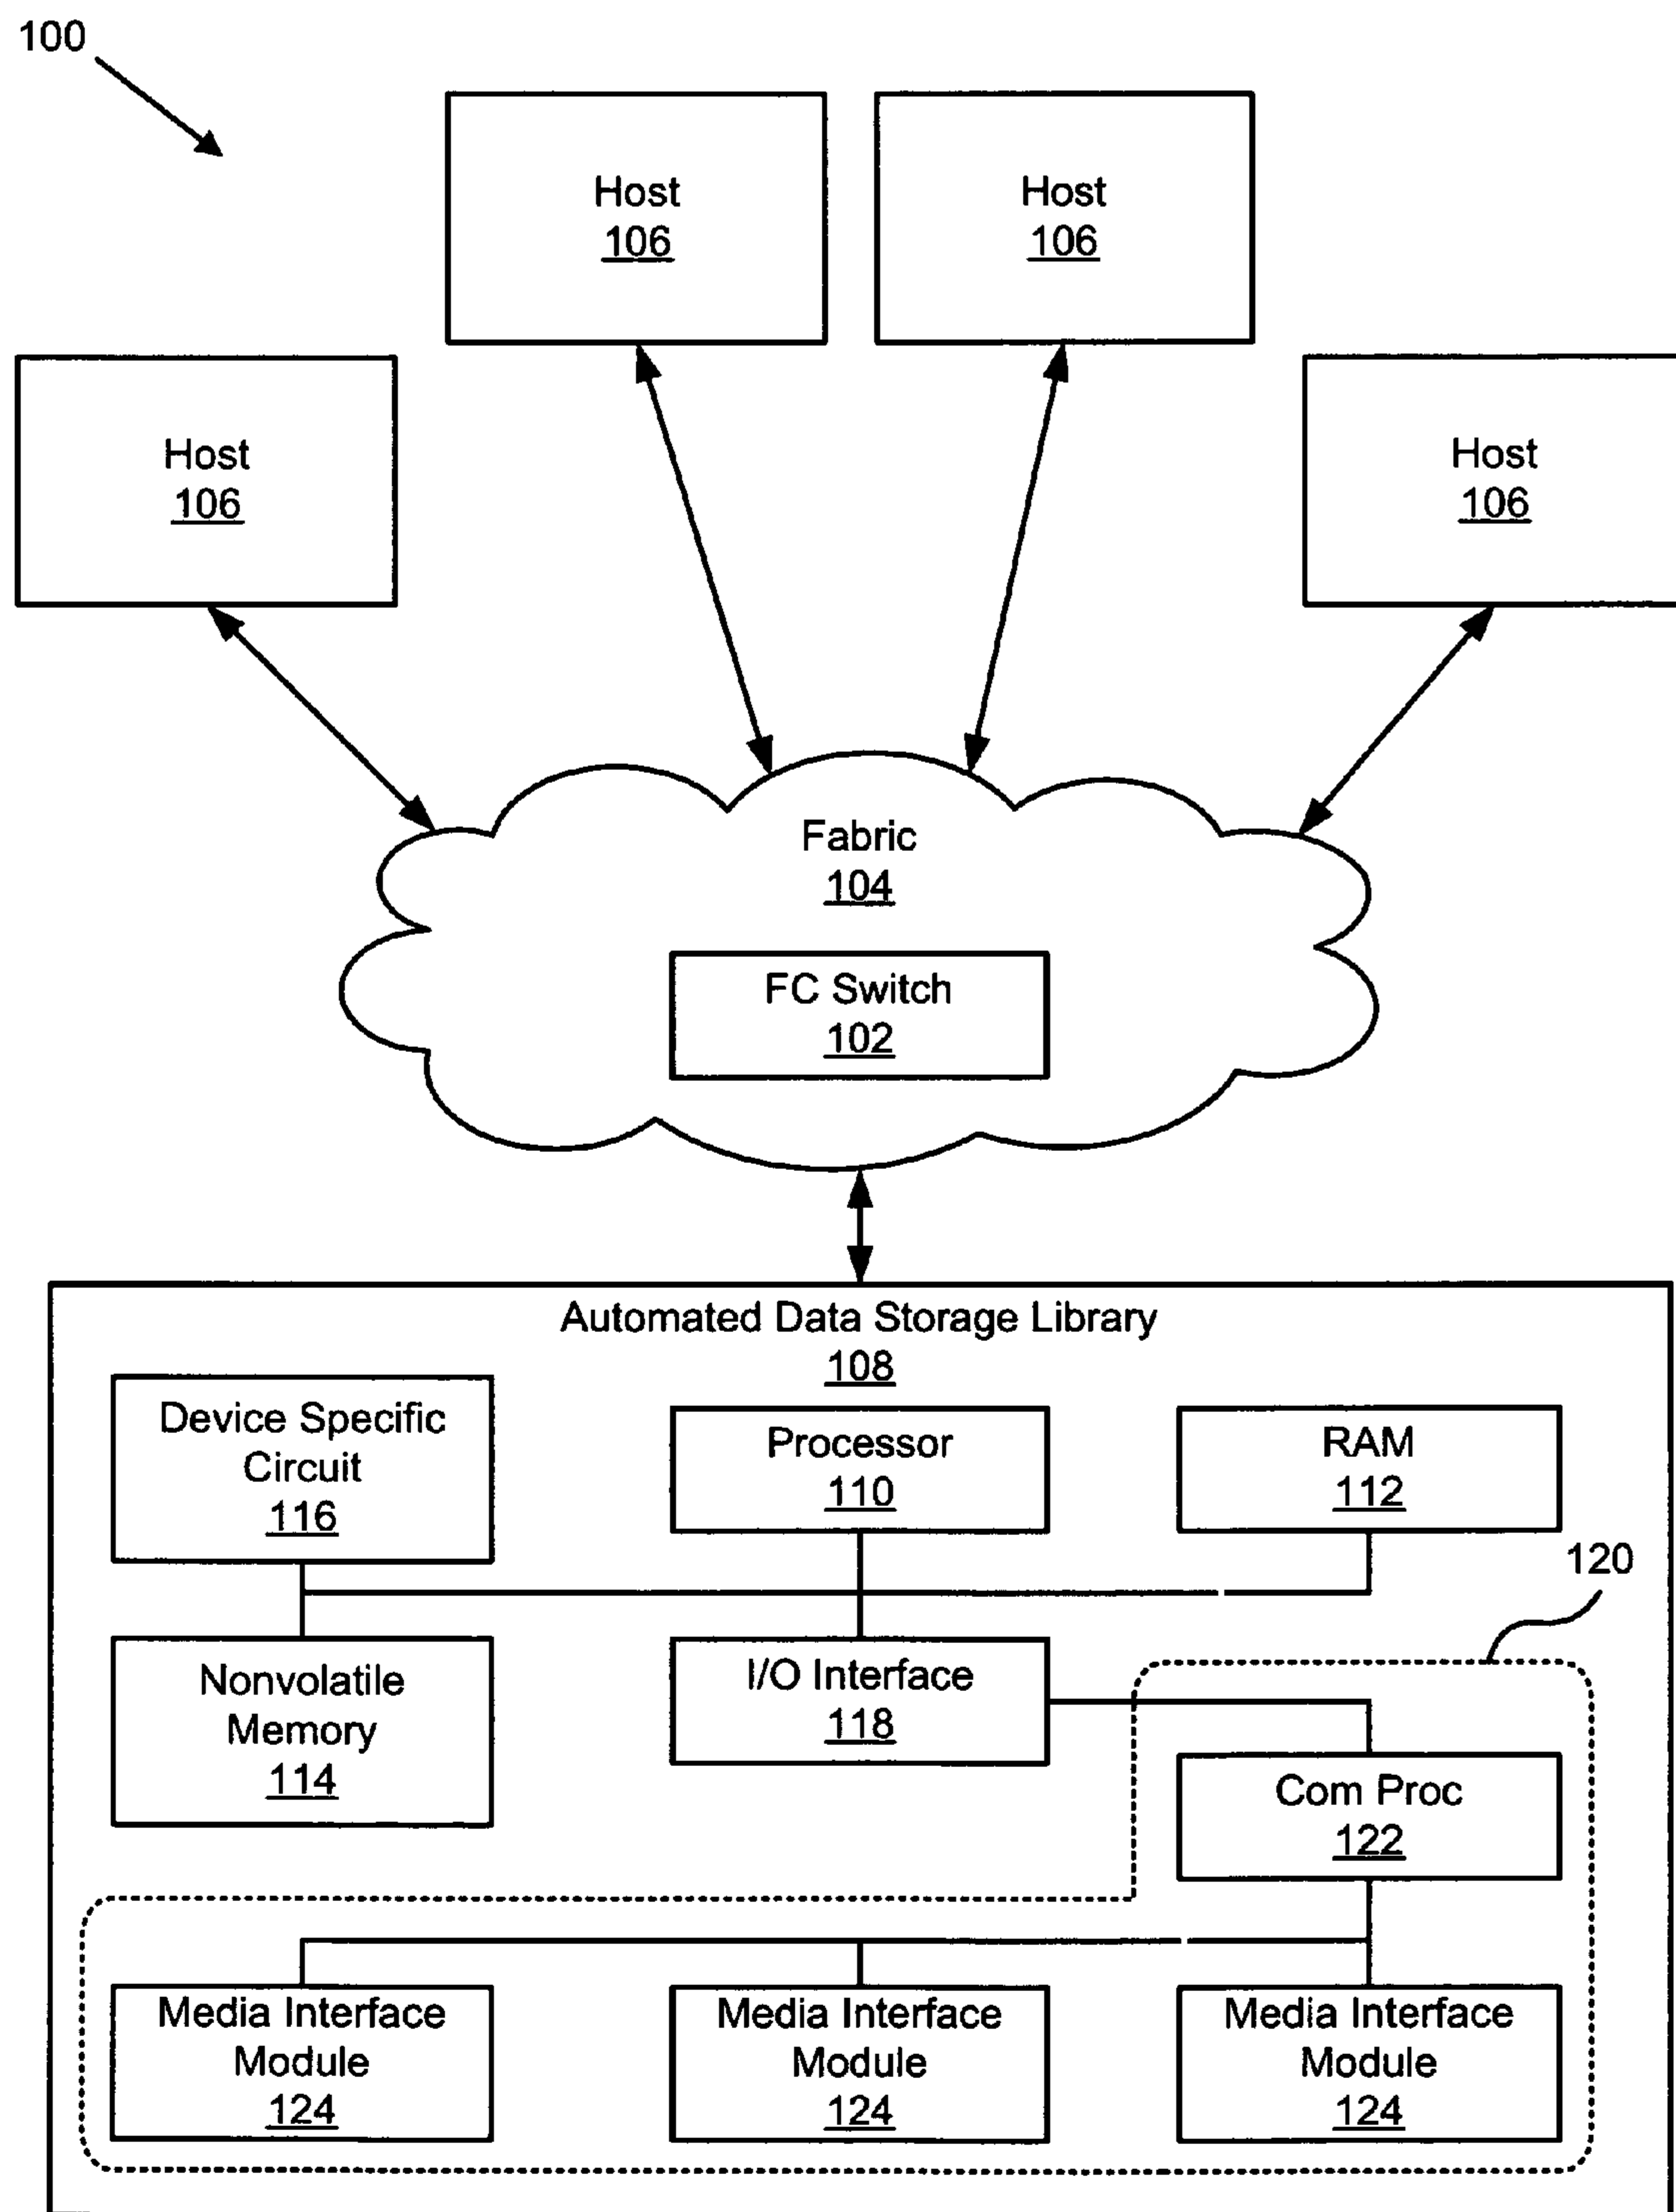 100
Host
106
Host
106
Host
106
Host
106
Fabric
104
FC Switch
102
Automated Data Storage Library
108
Device Specific
Circuit
116
Processor
110
RAM
112
120
Nonvolatile
Memory
114
I/O Interface
118
Com Proc
122
Media Interface
Module
124
Media Interface
Module
124
Media Interface
Module
124